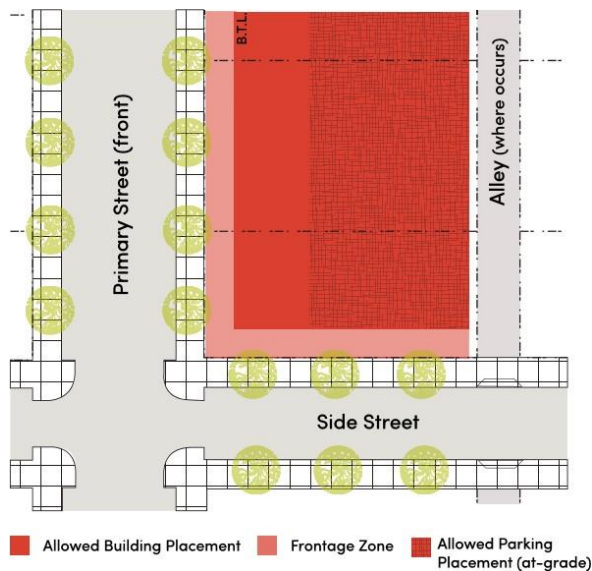 B.T.L.
Primary Street (front)
Alley (where occurs)
Side Street
Allowed Building Placement
Frontage Zone
Allowed Parking
Placement (at-grade)